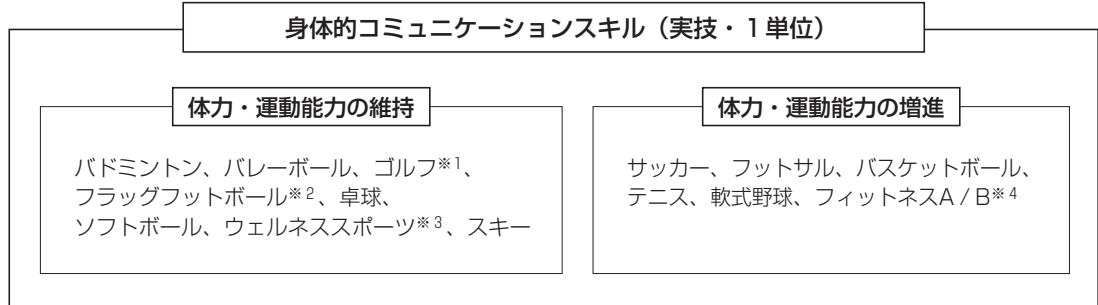 身体的コミュニケーションスキル（実技・１単位）
体力・運動能力の維持
バドミントン、バレーボール、ゴルフ※1、
フラッグフットボール※2、卓球、
ソフトボール、ウェルネススポーツ※3、スキー
体力・運動能力の増進
サッカー、フットサル、バスケットボール、
テニス、軟式野球、フィットネスA / B※4